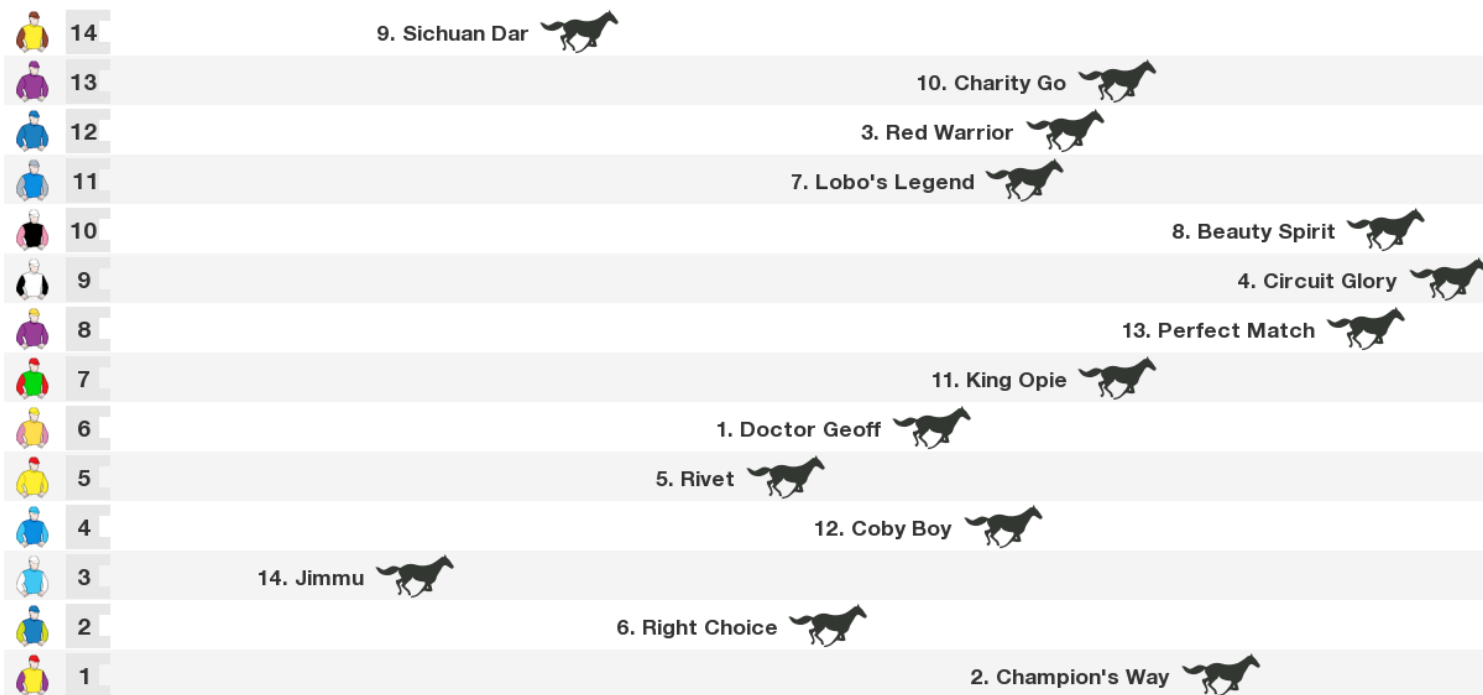 14 9. Sichuan Dar
13 10. Charity Go
12 3. Red Warrior
11 7. Lobo's Legend
10 8. Beauty Spirit
9 4. Circuit Glory
8 13. Perfect Match
7 11. King Opie
6 1. Doctor Geoff
5 5. Rivet
4 12. Coby Boy
3 14. Jimmu
2 6. Right Choice
1 2. Champion's Way